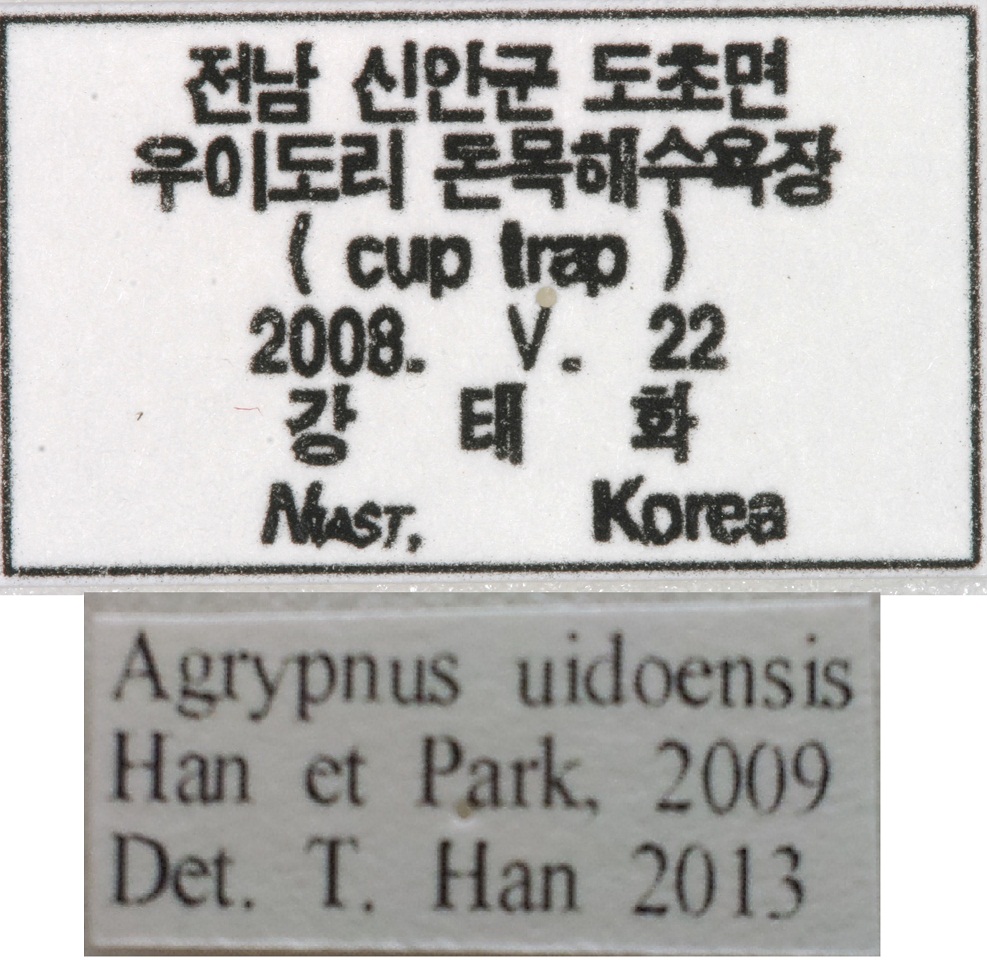 전남 신안군 도초면
우이도리 돈목해수욕장
( cup trap )
2008. V. 22
강 태 화
NIAST, Korea
Agrypnus uidoensis
Han et Park, 2009
Det. T. Han 2013